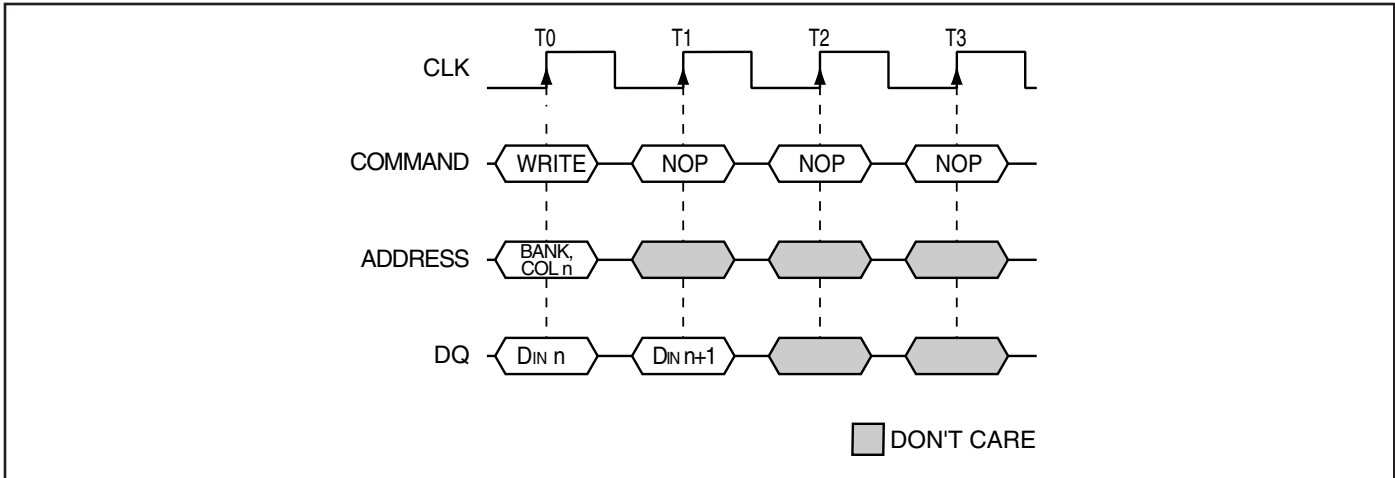 T0 T1 T2 T3
CLK
COMMAND WRITE NOP NOP NOP
ADDRESS BANK,
COL n
DQ DIN n DIN n+1
DON'T CARE